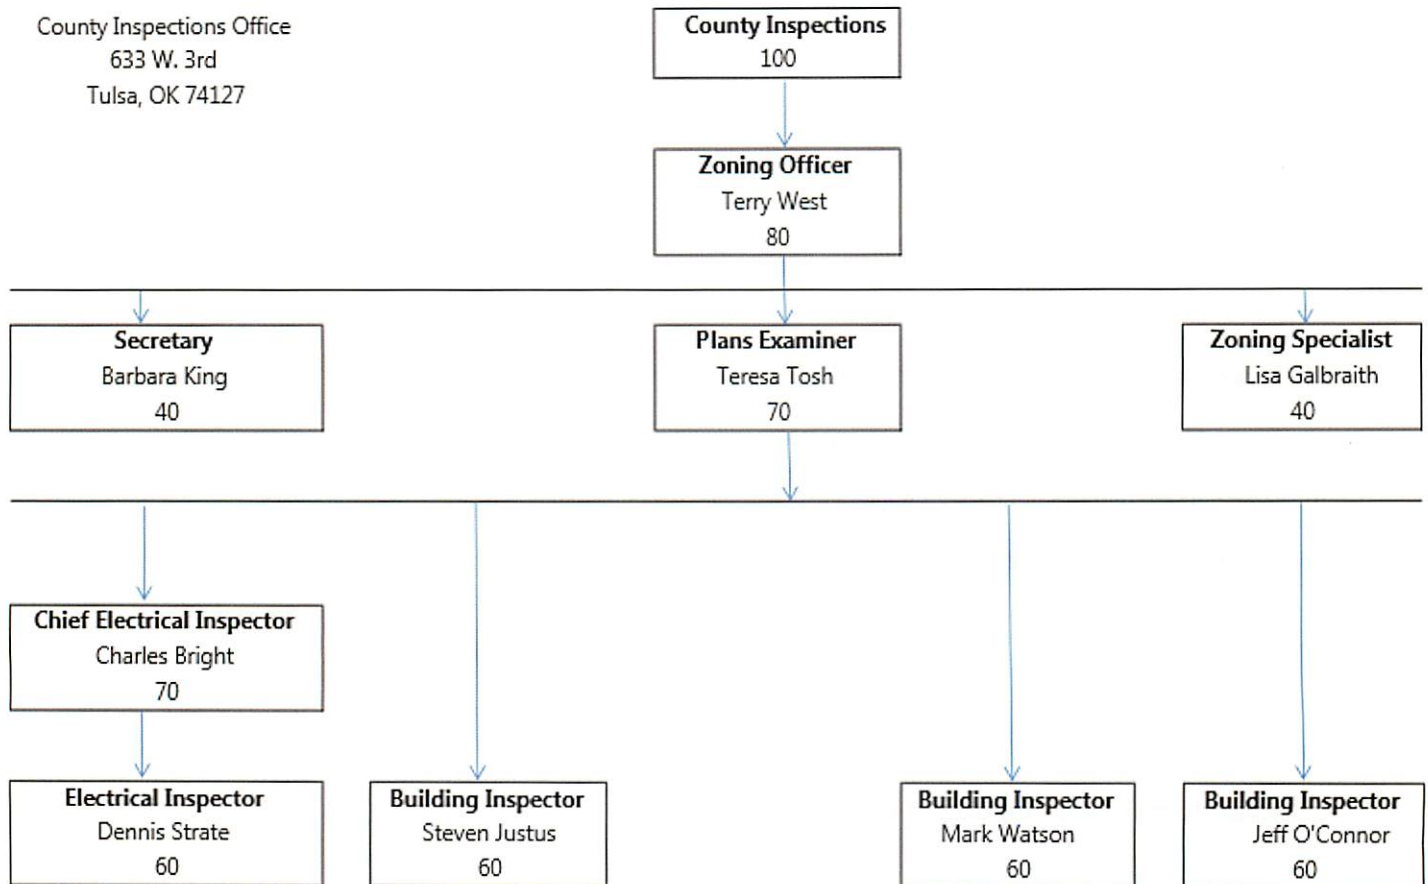 County Inspections Office
633 W. 3rd
Tulsa, OK 74127
County Inspections
100
Zoning Officer
Terry West
80
Secretary
Barbara King
40
Plans Examiner
Teresa Tosh
70
Zoning Specialist
Lisa Galbraith
40
Chief Electrical Inspector
Charles Bright
70
Electrical Inspector
Dennis Strate
60
Building Inspector
Steven Justus
60
Building Inspector
Mark Watson
60
Building Inspector
Jeff O'Connor
60